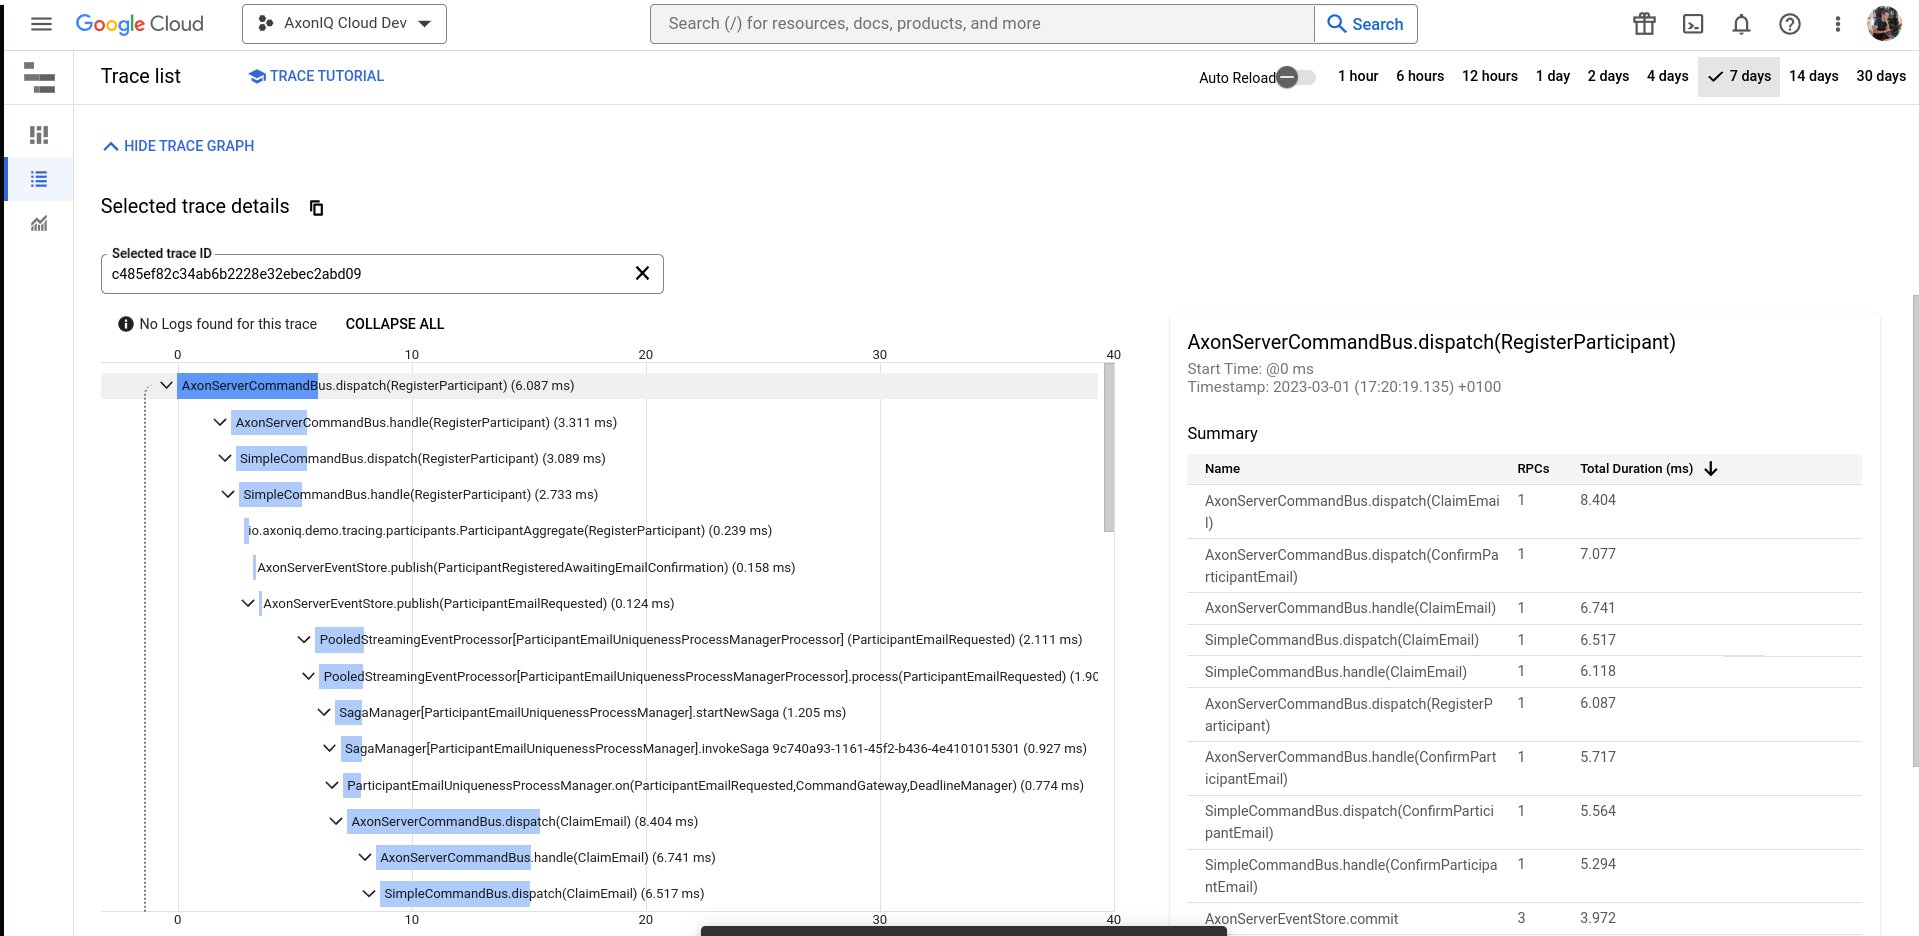 Google Cloud
AxonIQ Cloud Dev
Search (/) for resources, docs, products, and more
Search
Trace list
TRACE TUTORIAL
Auto Reload
1 hour
6 hours
12 hours
1 day
2 days
4 days
7 days
14 days
30 days
HIDE TRACE GRAPH
Selected trace details
Selected trace ID
c485ef82c34ab6b2228e32ebec2abd09
No Logs found for this trace
COLLAPSE ALL
0 10 20 30 40
AxonServerCommandBus.dispatch(RegisterParticipant) (6.087 ms)
AxonServerCommandBus.handle(RegisterParticipant) (3.311 ms)
SimpleCommandBus.dispatch(RegisterParticipant) (3.089 ms)
SimpleCommandBus.handle(RegisterParticipant) (2.733 ms)
io.axoniq.demo.tracing.participants.ParticipantAggregate(RegisterParticipant) (0.239 ms)
AxonServerEventStore.publish(ParticipantRegisteredAwaitingEmailConfirmation) (0.158 ms)
AxonServerEventStore.publish(ParticipantEmailRequested) (0.124 ms)
PooledStreamingEventProcessor[ParticipantEmailUniquenessProcessManagerProcessor] (ParticipantEmailRequested) (2.111 ms)
PooledStreamingEventProcessor[ParticipantEmailUniquenessProcessManagerProcessor].process(ParticipantEmailRequested) (1.90
SagaManager[ParticipantEmailUniquenessProcessManager].startNewSaga (1.205 ms)
SagaManager[ParticipantEmailUniquenessProcessManager].invokeSaga 9c740a93-1161-45f2-b436-4e4101015301 (0.927 ms)
ParticipantEmailUniquenessProcessManager.on(ParticipantEmailRequested,CommandGateway,DeadlineManager) (0.774 ms)
AxonServerCommandBus.dispatch(ClaimEmail) (8.404 ms)
AxonServerCommandBus.handle(ClaimEmail) (6.741 ms)
SimpleCommandBus.dispatch(ClaimEmail) (6.517 ms)
0 10 20 30 40
AxonServerCommandBus.dispatch(RegisterParticipant)
Start Time: @0 ms
Timestamp: 2023-03-01 (17:20:19.135) +0100
Summary
Name RPCs Total Duration (ms)
AxonServerCommandBus.dispatch(ClaimEmai 1 8.404
l)
AxonServerCommandBus.dispatch(ConfirmPa 1 7.077
rticipantEmail)
AxonServerCommandBus.handle(ClaimEmail) 1 6.741
SimpleCommandBus.dispatch(ClaimEmail) 1 6.517
SimpleCommandBus.handle(ClaimEmail) 1 6.118
AxonServerCommandBus.dispatch(RegisterP 1 6.087
articipant)
AxonServerCommandBus.handle(ConfirmPart 1 5.717
icipantEmail)
SimpleCommandBus.dispatch(ConfirmPartici 1 5.564
pantEmail)
SimpleCommandBus.handle(ConfirmParticipa 1 5.294
ntEmail)
AxonServerEventStore.commit 3 3.972